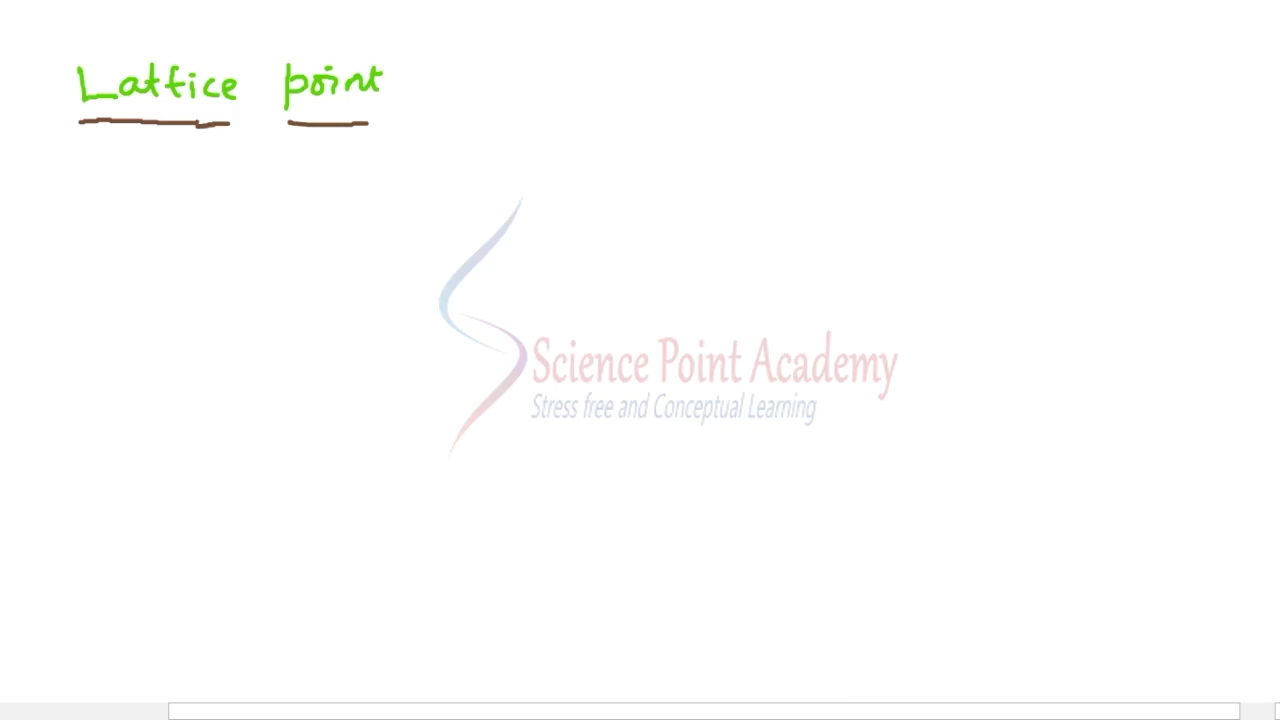 Lattice point
Science Point Academy
Stress free and Conceptual Learning